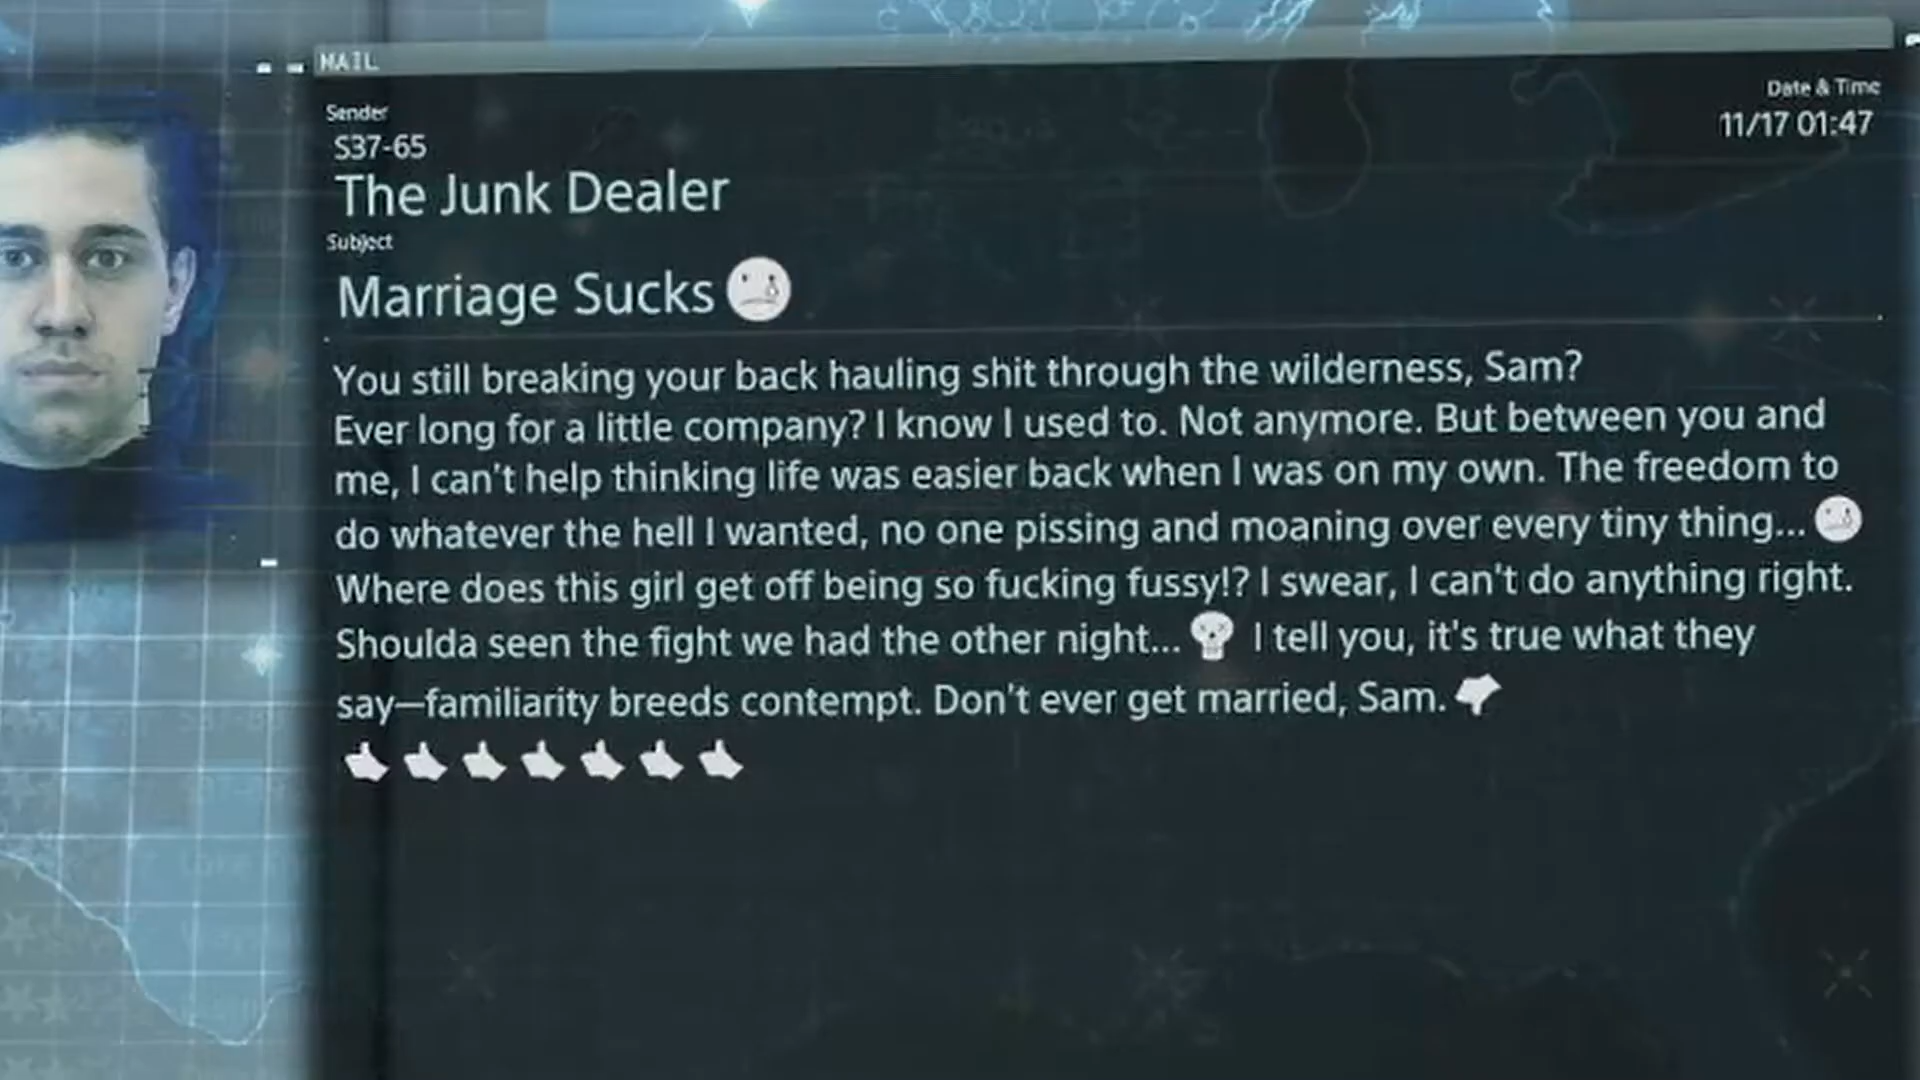 MAIL
Sender
Date & Time
S37-65
11/17 01:47
The Junk Dealer
Subject
Marriage Sucks
You still breaking your back hauling shit through the wilderness, Sam?
Ever long for a little company? I know I used to. Not anymore. But between you and
me, I can't help thinking life was easier back when I was on my own. The freedom to
do whatever the hell I wanted, no one pissing and moaning over every tiny thing...
Where does this girl get off being so fucking fussy!? I swear, I can't do anything right.
Shoulda seen the fight we had the other night... I tell you, it's true what they
say—familiarity breeds contempt. Don't ever get married, Sam.